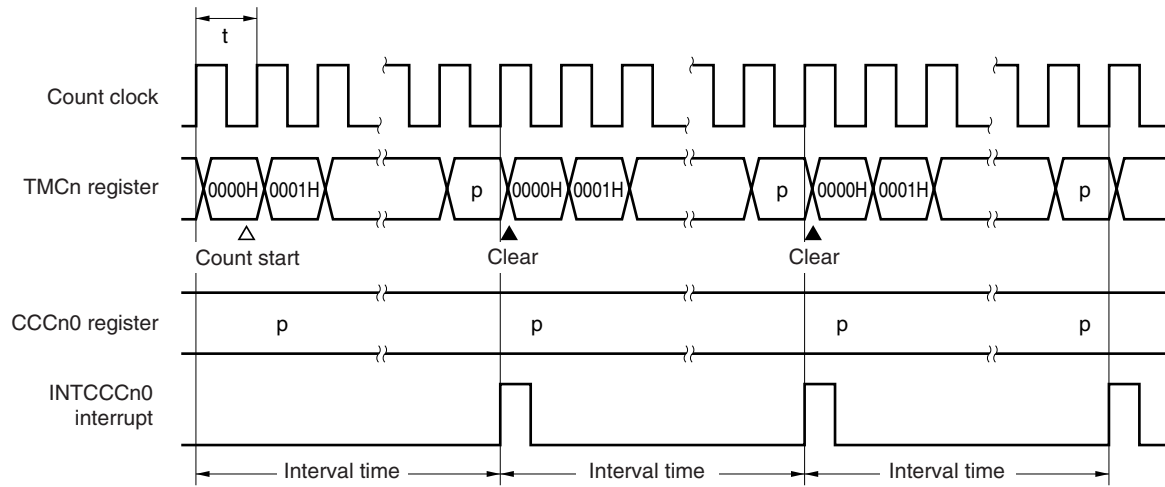 t
Count clock
TMCn register
0000H 0001H p 0000H 0001H p 0000H 0001H p
Count start Clear Clear
CCCn0 register
p p p p
INTCCCn0
interrupt
Interval time Interval time Interval time